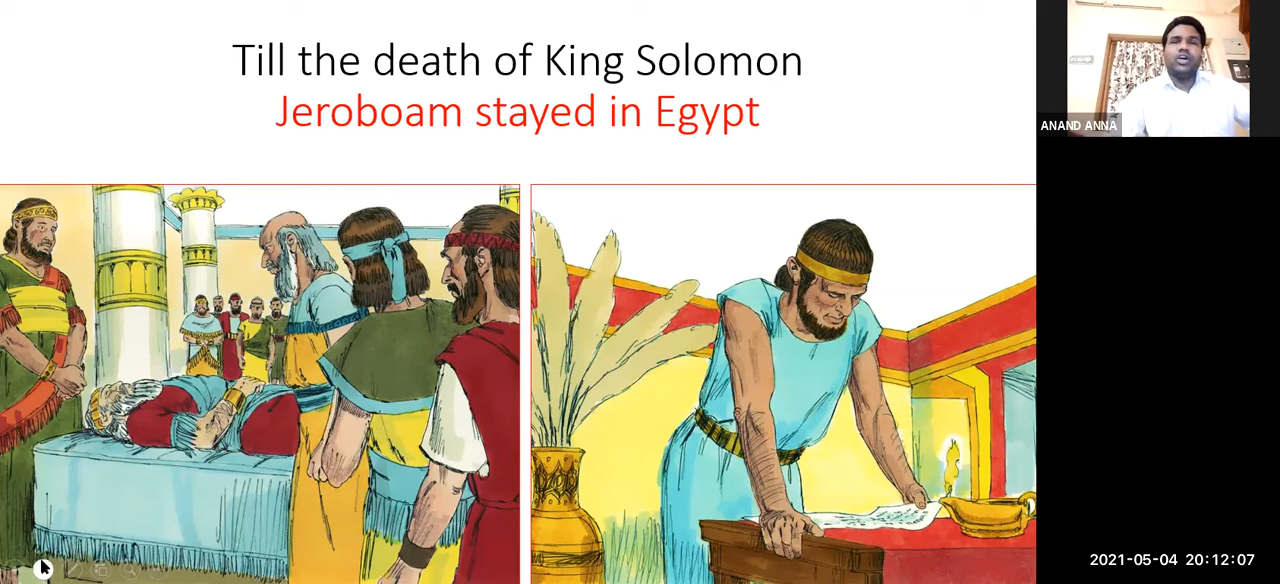 Till the death of King Solomon
Jeroboam stayed in Egypt
ANAND ANNA
2021-05-04 20:12:07